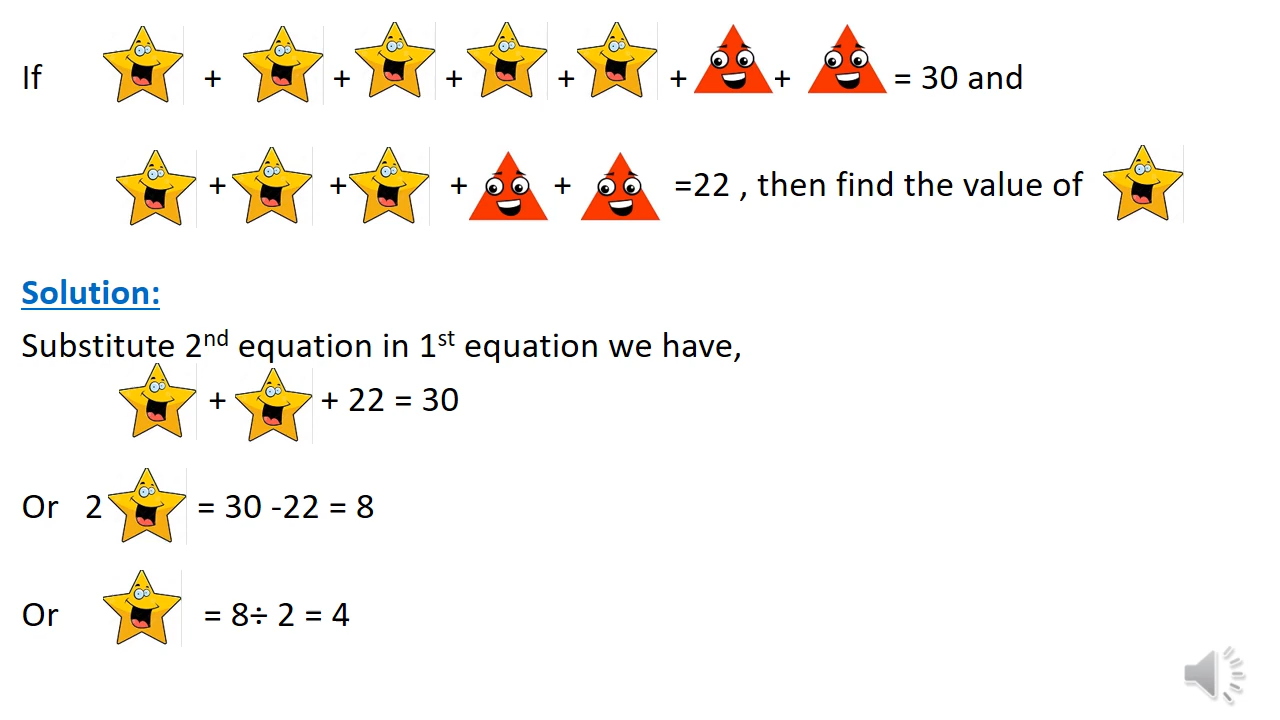 If + + + + + + = 30 and
+ + + + =22 , then find the value of
Solution:
Substitute 2nd equation in 1st equation we have,
+ + 22 = 30
Or 2 = 30 -22 = 8
Or = 8÷ 2 = 4